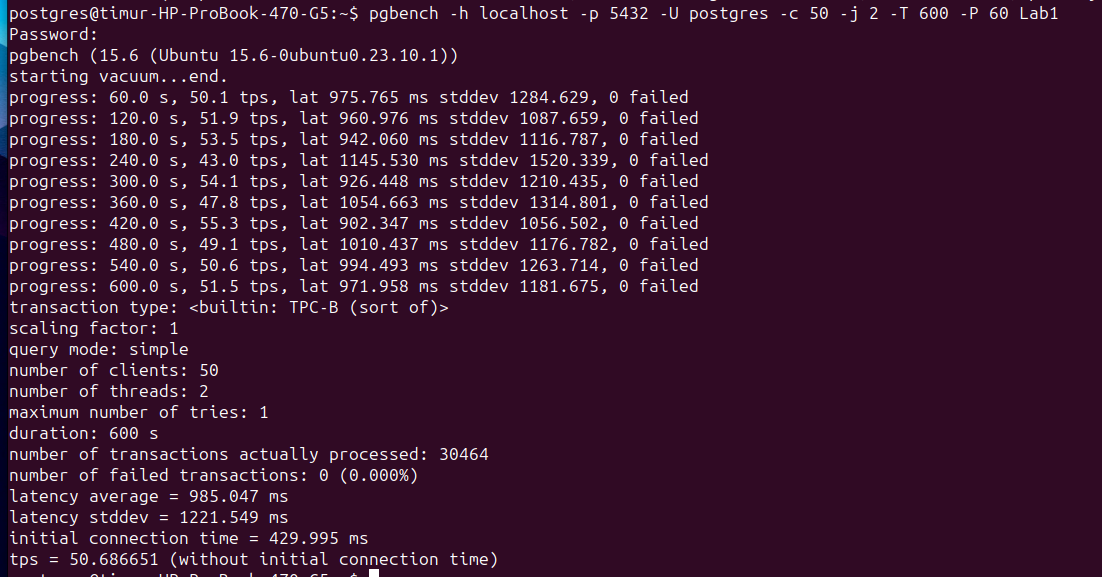 postgres@timur-HP-ProBook-470-G5:~$ pgbench -h localhost -p 5432 -U postgres -c 50 -j 2 -T 600 -P 60 Lab1
Password:
pgbench (15.6 (Ubuntu 15.6-0ubuntu0.23.10.1))
starting vacuum...end.
progress: 60.0 s, 50.1 tps, lat 975.765 ms stddev 1284.629, 0 failed
progress: 120.0 s, 51.9 tps, lat 960.976 ms stddev 1087.659, 0 failed
progress: 180.0 s, 53.5 tps, lat 942.060 ms stddev 1116.787, 0 failed
progress: 240.0 s, 43.0 tps, lat 1145.530 ms stddev 1520.339, 0 failed
progress: 300.0 s, 54.1 tps, lat 926.448 ms stddev 1210.435, 0 failed
progress: 360.0 s, 47.8 tps, lat 1054.663 ms stddev 1314.801, 0 failed
progress: 420.0 s, 55.3 tps, lat 902.347 ms stddev 1056.502, 0 failed
progress: 480.0 s, 49.1 tps, lat 1010.437 ms stddev 1176.782, 0 failed
progress: 540.0 s, 50.6 tps, lat 994.493 ms stddev 1263.714, 0 failed
progress: 600.0 s, 51.5 tps, lat 971.958 ms stddev 1181.675, 0 failed
transaction type: <builtin: TPC-B (sort of)>
scaling factor: 1
query mode: simple
number of clients: 50
number of threads: 2
maximum number of tries: 1
duration: 600 s
number of transactions actually processed: 30464
number of failed transactions: 0 (0.000%)
latency average = 985.047 ms
latency stddev = 1221.549 ms
initial connection time = 429.995 ms
tps = 50.686651 (without initial connection time)
postgres@timur-HP-ProBook-470-G5:~$